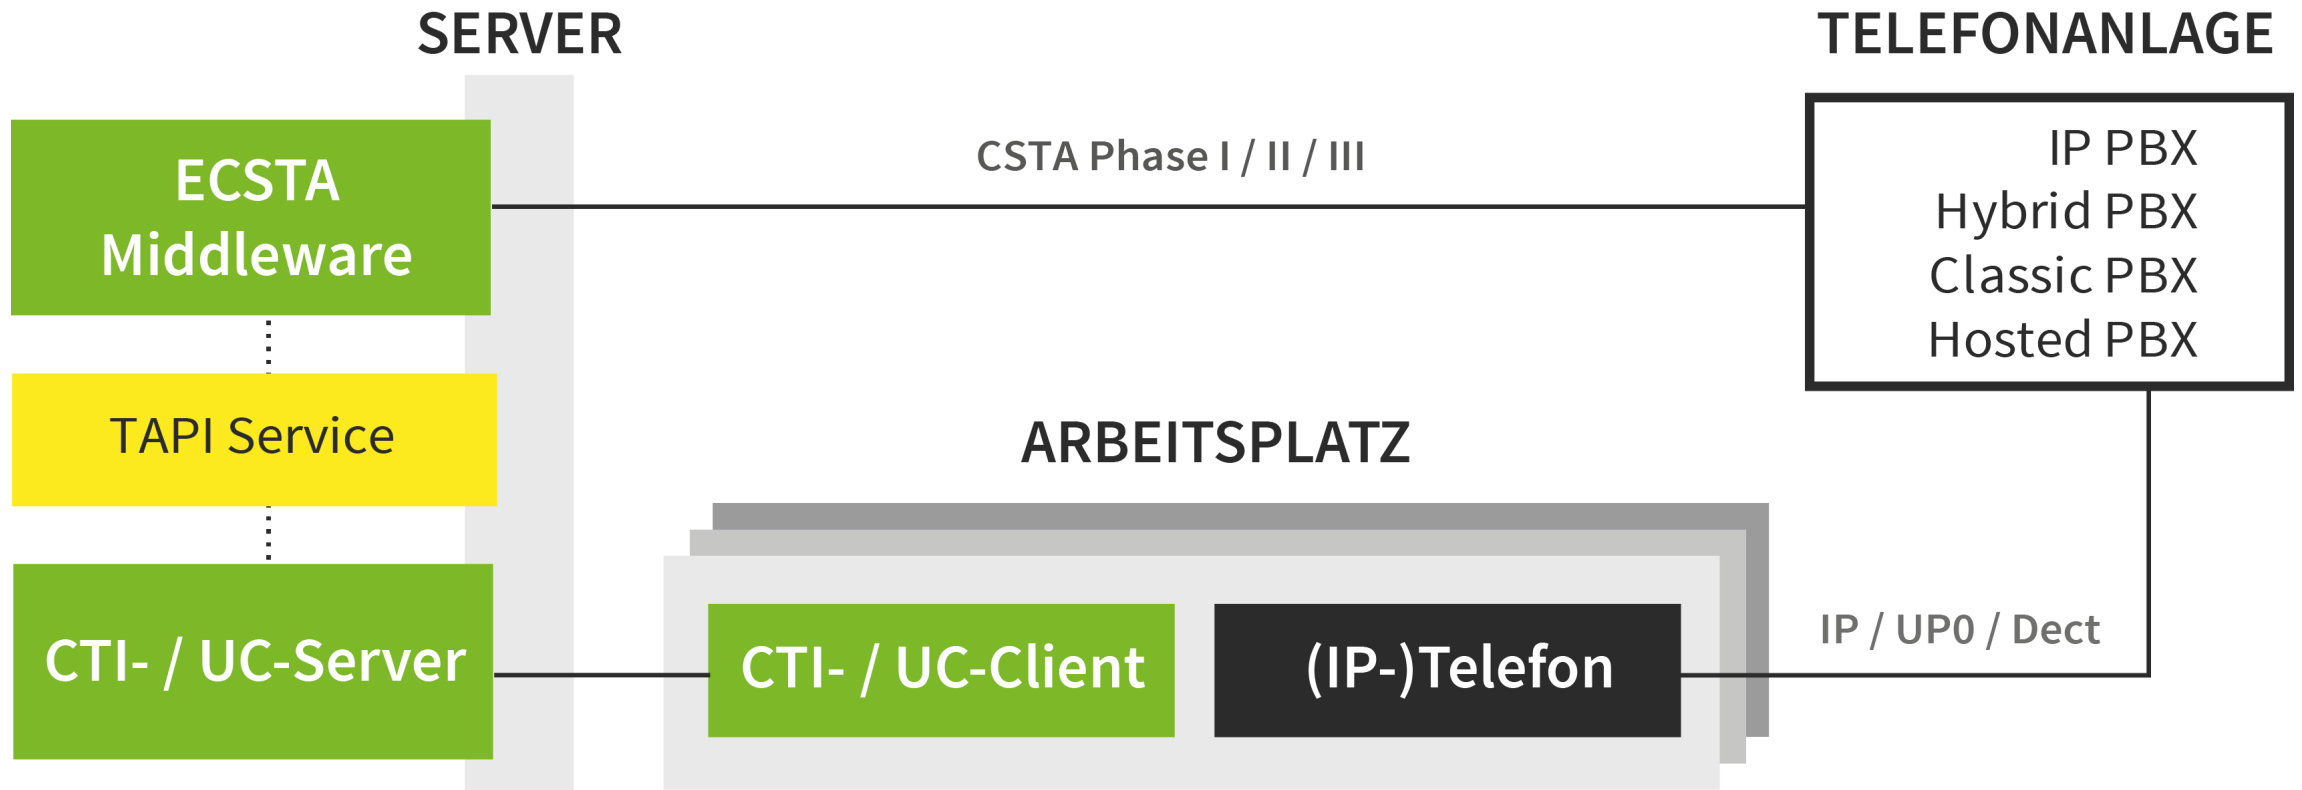 SERVER
TELEFONANLAGE
ECSTA
Middleware
CSTA Phase I / II / III
IP PBX
Hybrid PBX
Classic PBX
Hosted PBX
TAPI Service
ARBEITSPLATZ
CTI- / UC-Server
CTI- / UC-Client
(IP-)Telefon
IP / UP0 / Dect